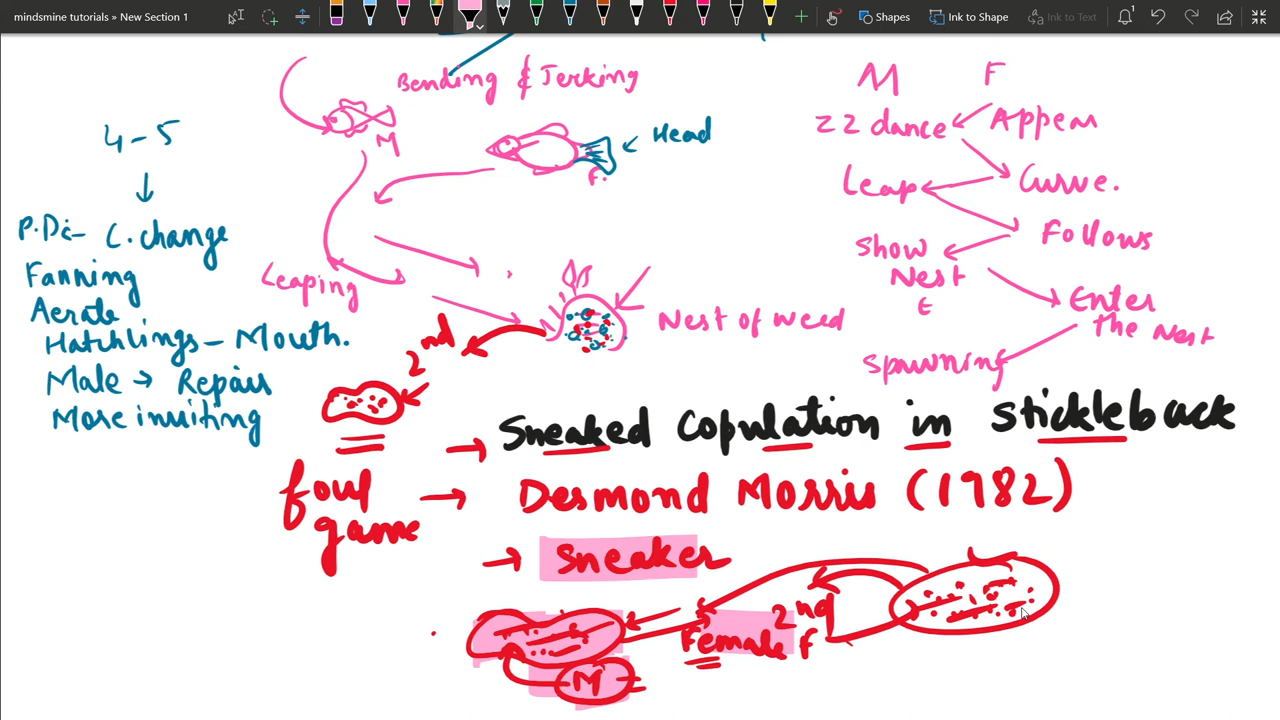 mindsmine tutorials » New Section 1
Shapes
Ink to Shape
Ink to Text
Bending & Jerking
M
F.
Head
Leaping
Nest of weed
M F
ZZ dance Appear
Leap Curve.
Show Follows
Nest
t
Enter
the Nest
Spawning
4-5
P.Di- C.change
Fanning
Aerate
Hatchlings - Mouth.
Male → Repairs
More inviting
2nd
Sneaked Copulation in Stickleback
foul
game
→ Desmond Morris (1982)
→ Sneaker
Female 2nd
f
M